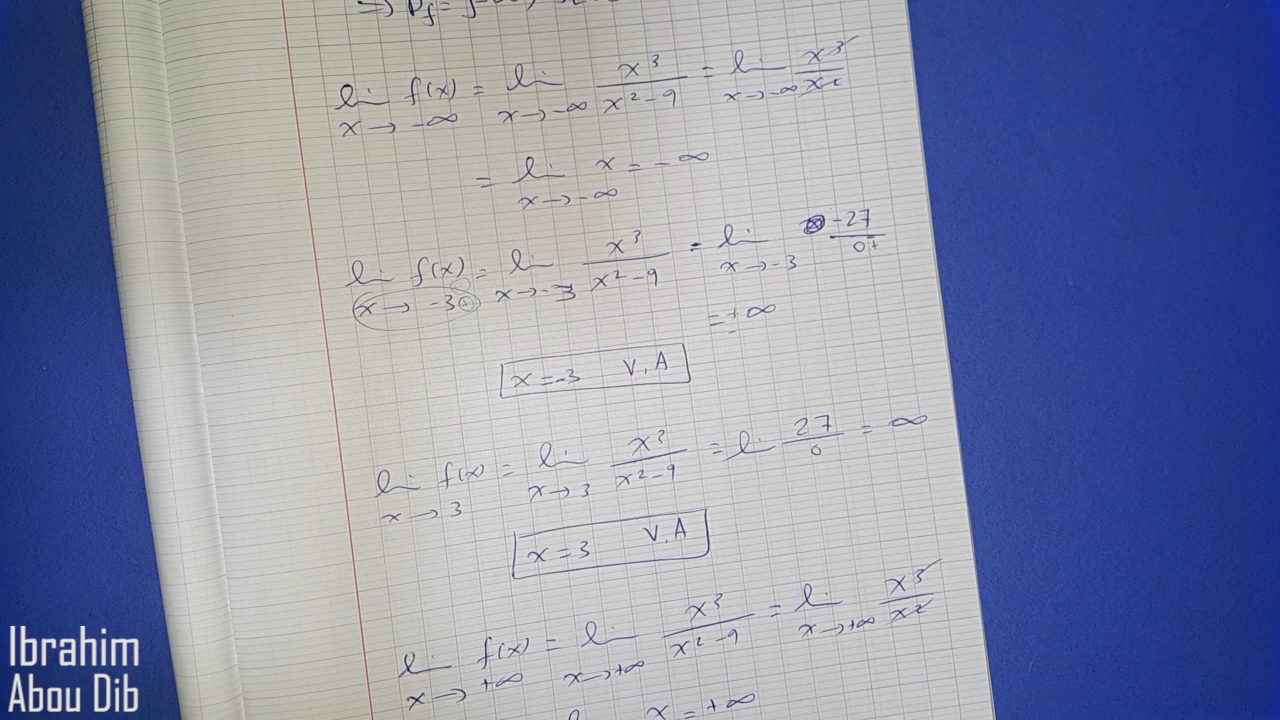 lim f(x) = lim x³/(x² - 9) = lim x³/x²
x → -∞ x → -∞ x → -∞
= lim x = -∞
x → -∞
lim f(x) = lim x³/(x² - 9) = lim -27/0+
x → -3 x → -3 x → -3
= ±∞
x = -3 V.A
lim f(x) = lim x³/(x² - 9) = lim 27/0 = ∞
x → 3 x → 3
x = 3 V.A
lim f(x) = lim x³/(x² - 9) = lim x³/x²
x → +∞ x → +∞ x → +∞
x = +∞
Ibrahim
Abou Dib